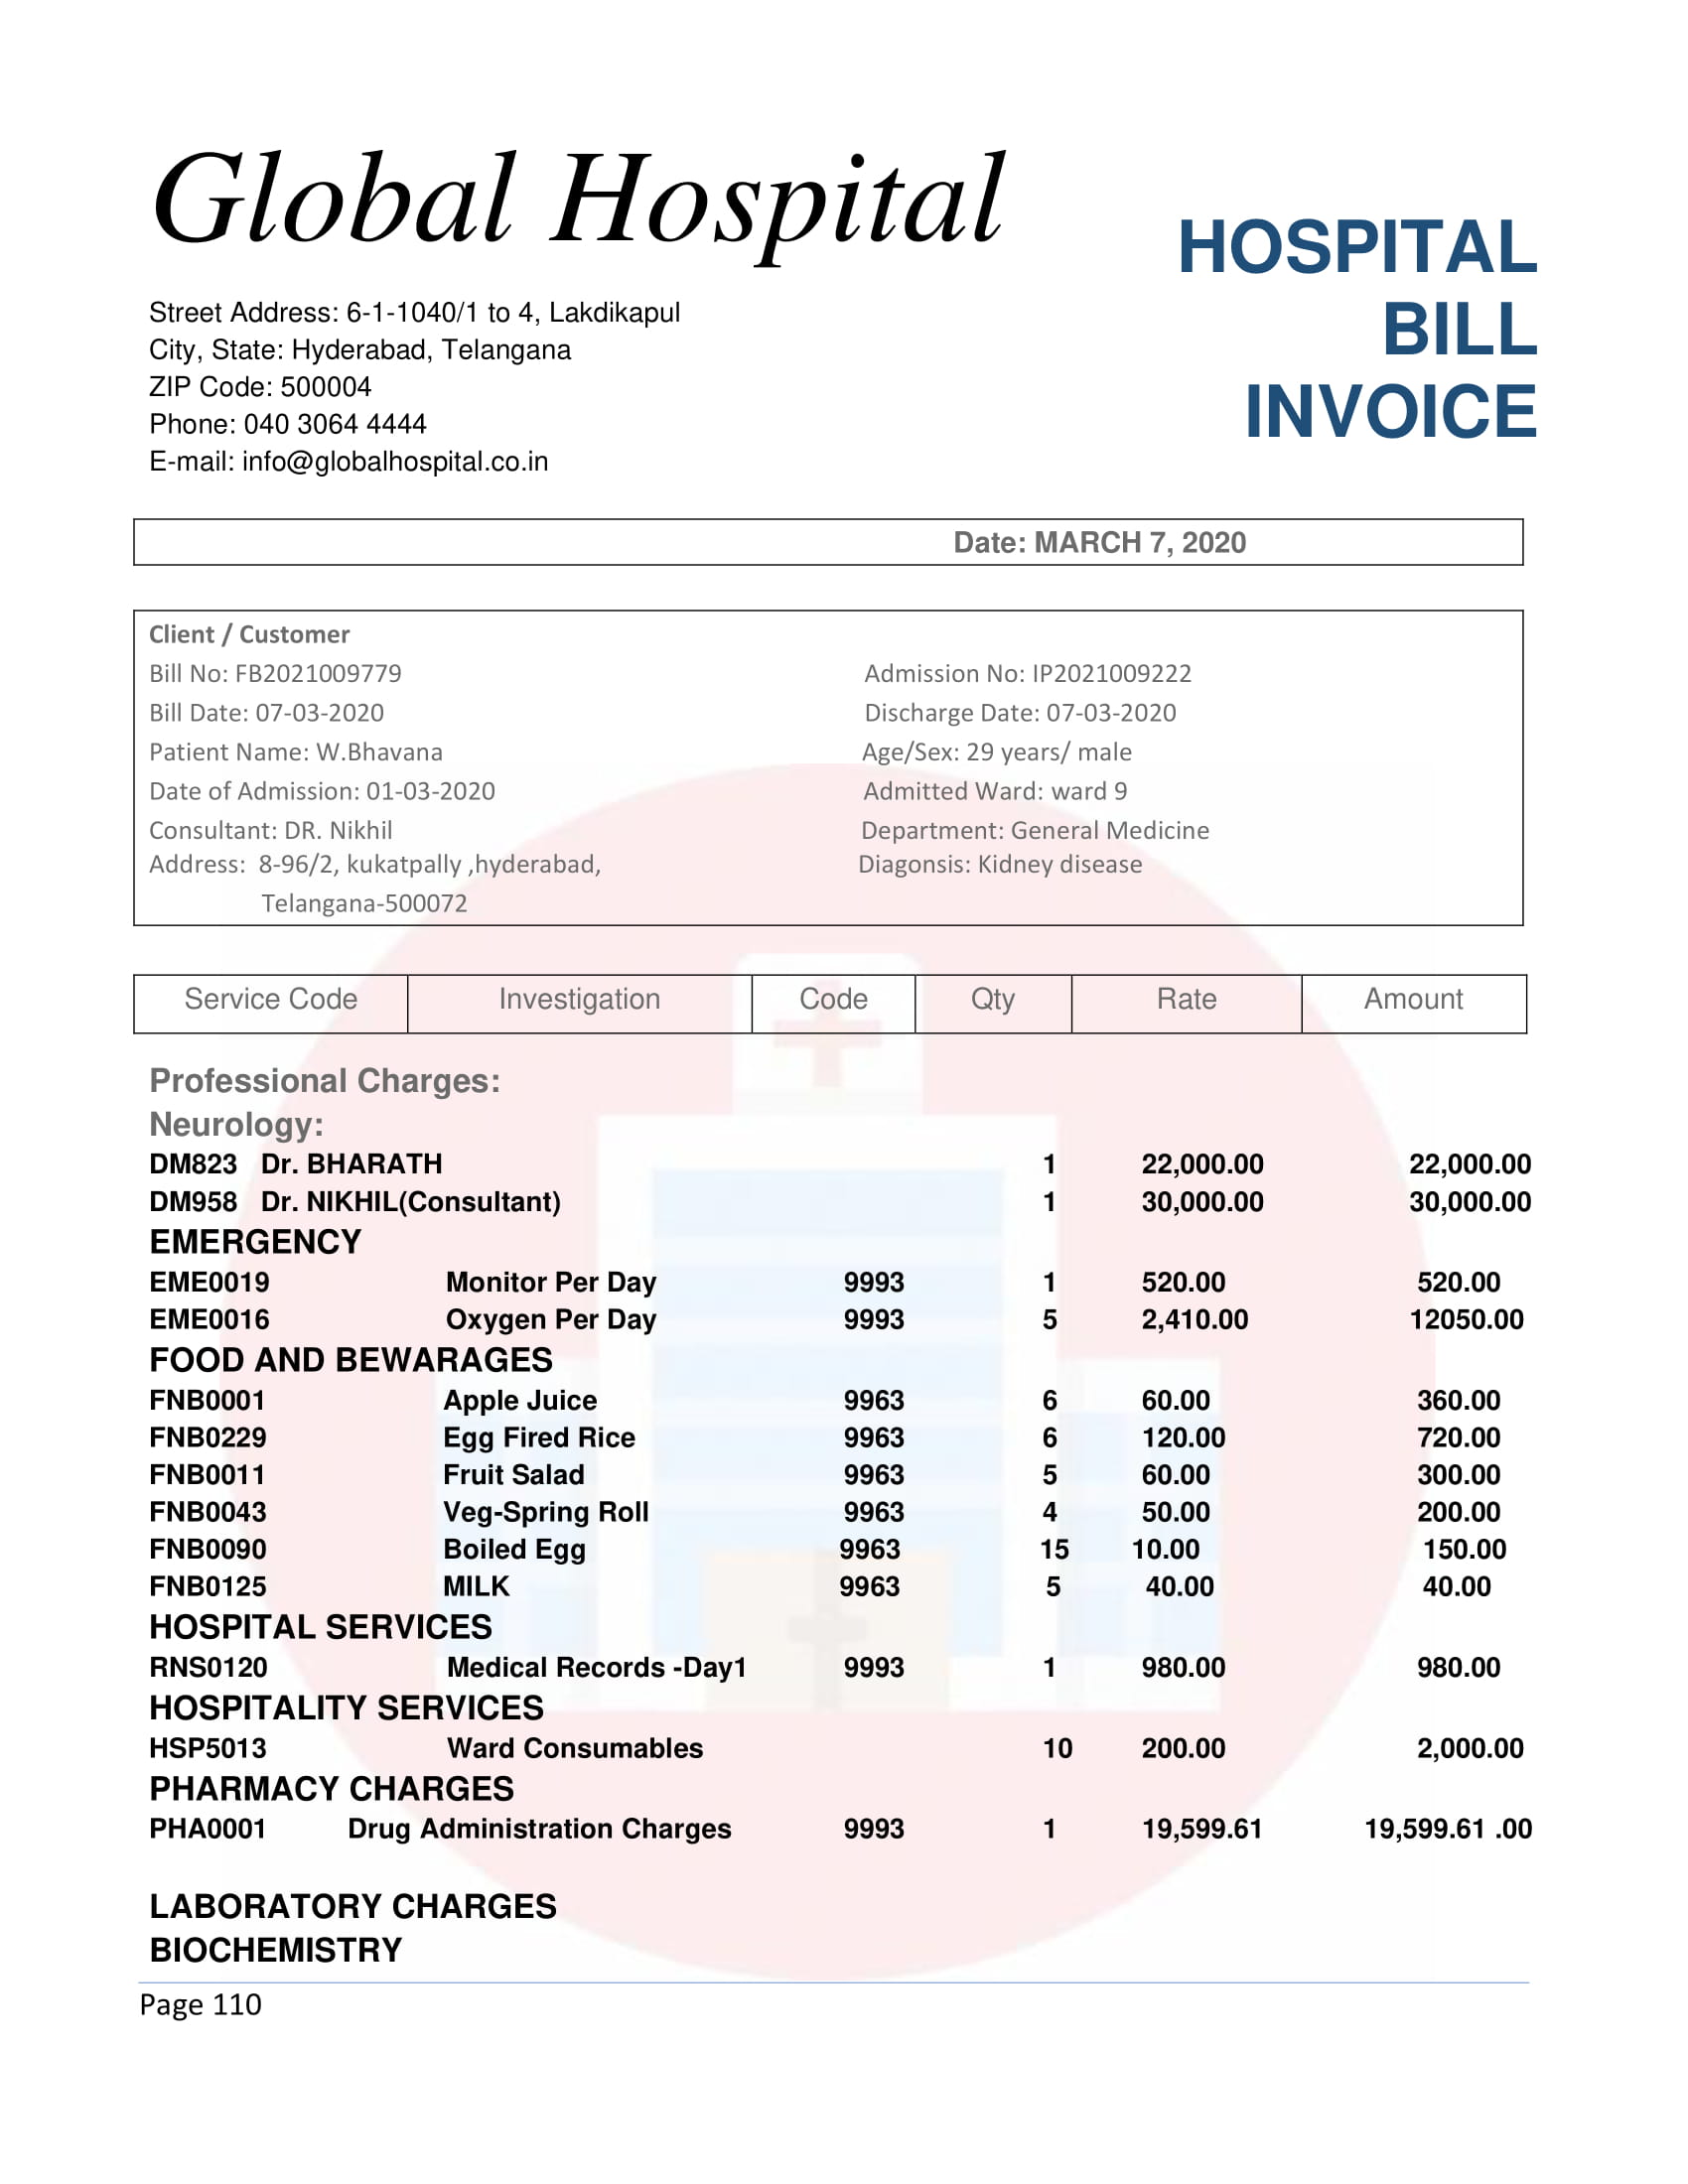 Global Hospital
HOSPITAL
BILL
INVOICE
Street Address: 6-1-1040/1 to 4, Lakdikapul
City, State: Hyderabad, Telangana
ZIP Code: 500004
Phone: 040 3064 4444
E-mail: info@globalhospital.co.in
Date: MARCH 7, 2020
Client / Customer
Bill No: FB2021009779 Admission No: IP2021009222
Bill Date: 07-03-2020 Discharge Date: 07-03-2020
Patient Name: W.Bhavana Age/Sex: 29 years/ male
Date of Admission: 01-03-2020 Admitted Ward: ward 9
Consultant: DR. Nikhil Department: General Medicine
Address: 8-96/2, kukatpally ,hyderabad, Diagonsis: Kidney disease
Telangana-500072
Service Code Investigation Code Qty Rate Amount
Professional Charges:
Neurology:
DM823 Dr. BHARATH 1 22,000.00 22,000.00
DM958 Dr. NIKHIL(Consultant) 1 30,000.00 30,000.00
EMERGENCY
EME0019 Monitor Per Day 9993 1 520.00 520.00
EME0016 Oxygen Per Day 9993 5 2,410.00 12050.00
FOOD AND BEWARAGES
FNB0001 Apple Juice 9963 6 60.00 360.00
FNB0229 Egg Fired Rice 9963 6 120.00 720.00
FNB0011 Fruit Salad 9963 5 60.00 300.00
FNB0043 Veg-Spring Roll 9963 4 50.00 200.00
FNB0090 Boiled Egg 9963 15 10.00 150.00
FNB0125 MILK 9963 5 40.00 40.00
HOSPITAL SERVICES
RNS0120 Medical Records -Day1 9993 1 980.00 980.00
HOSPITALITY SERVICES
HSP5013 Ward Consumables 10 200.00 2,000.00
PHARMACY CHARGES
PHA0001 Drug Administration Charges 9993 1 19,599.61 19,599.61 .00
LABORATORY CHARGES
BIOCHEMISTRY
Page 110